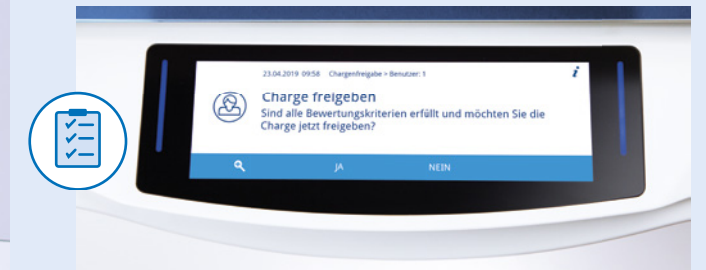 23.04.2019 09:58 Chargenfreigabe > Benutzer: 1
i
Charge freigeben
Sind alle Bewertungskriterien erfüllt und möchten Sie die
Charge jetzt freigeben?
JA NEIN